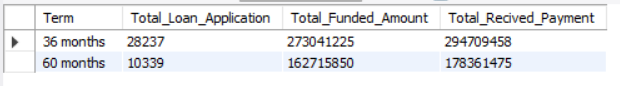 Term Total_Loan_Application Total_Funded_Amount Total_Recived_Payment
36 months 28237 273041225 294709458
60 months 10339 162715850 178361475